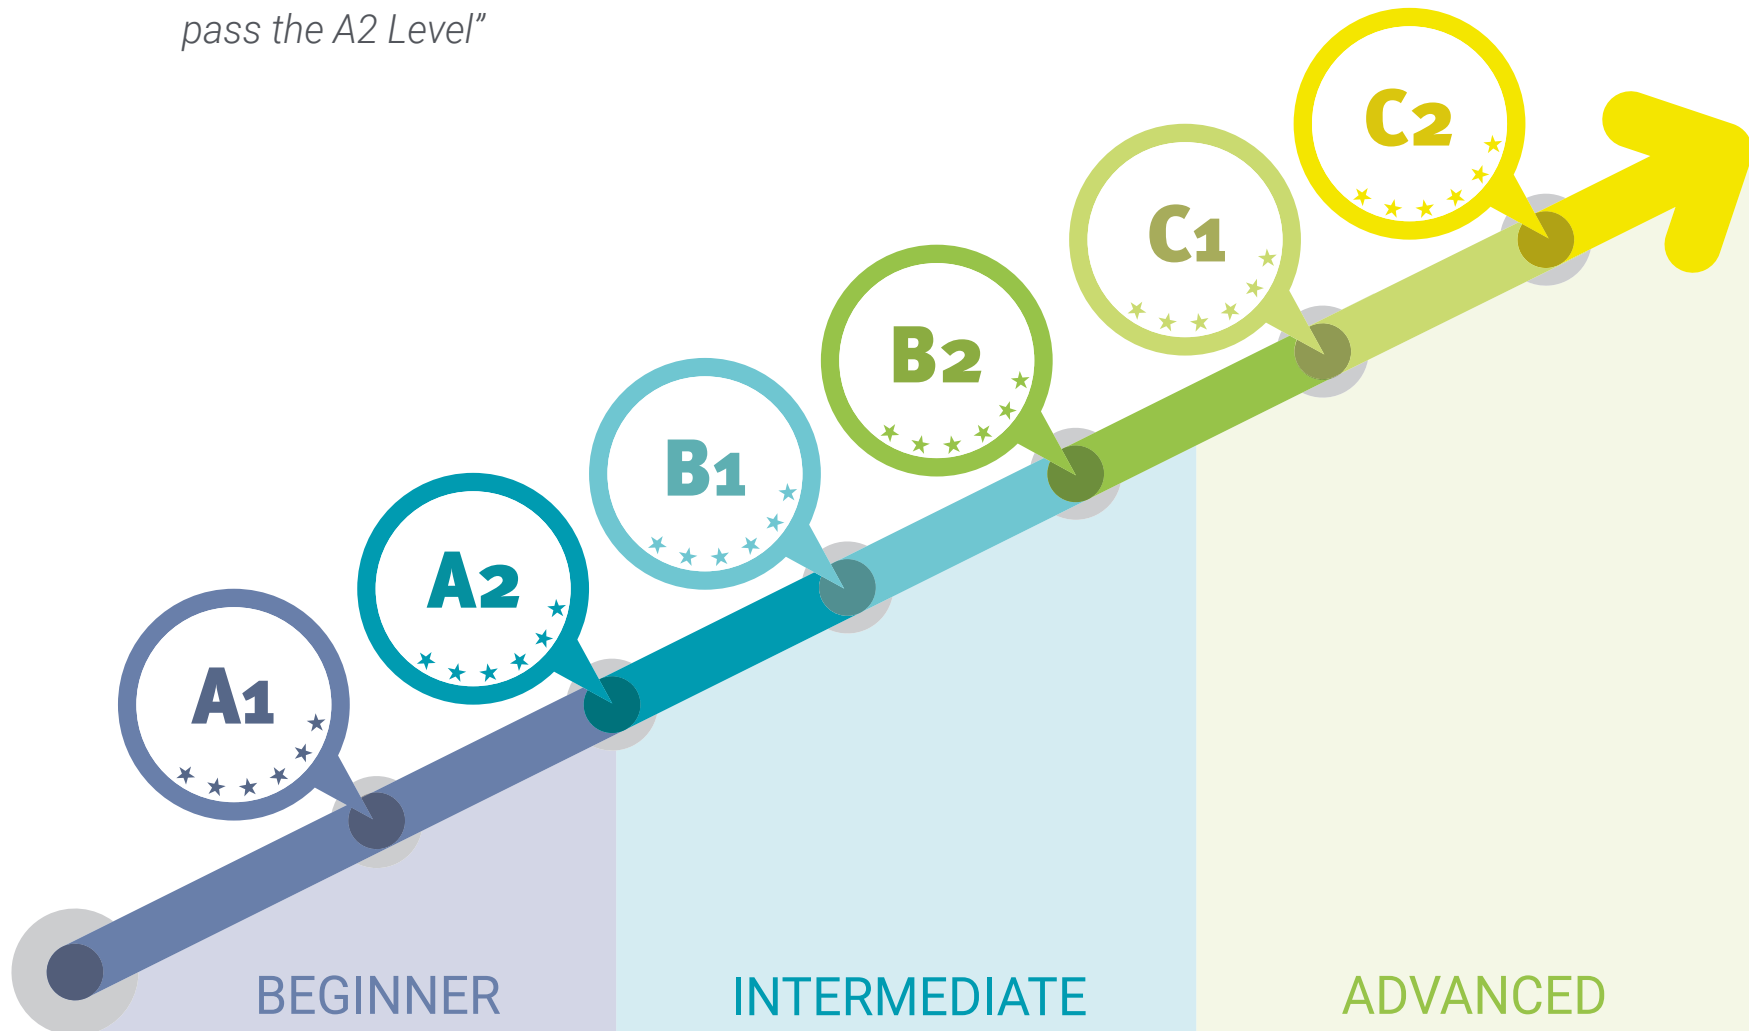 pass the A2 Level”
C2
C1
B2
B1
A2
A1
BEGINNER
INTERMEDIATE
ADVANCED